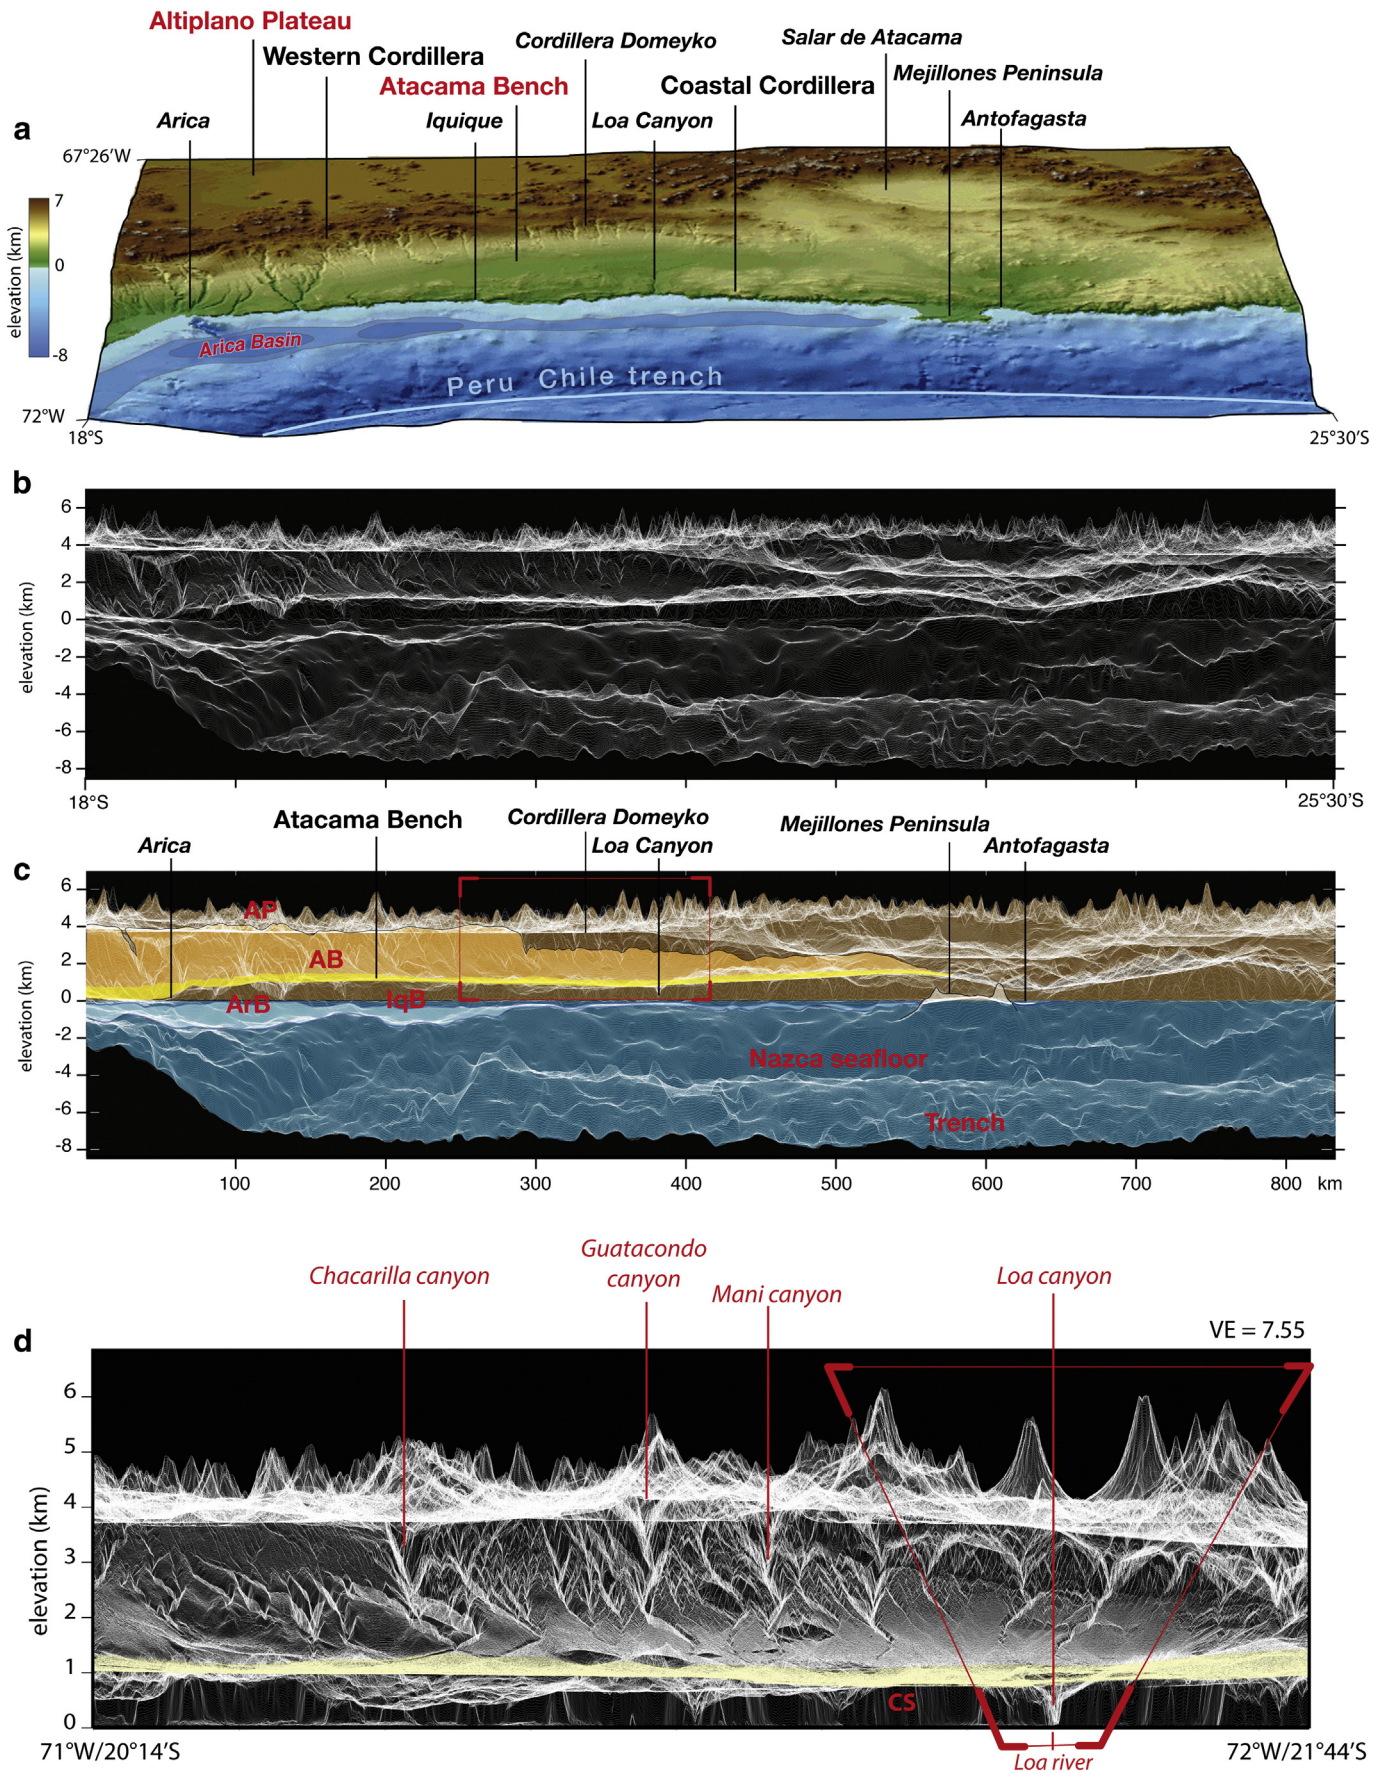 Altiplano Plateau
Western Cordillera
Cordillera Domeyko
Salar de Atacama
Atacama Bench
Coastal Cordillera
Mejillones Peninsula
Arica
Iquique
Loa Canyon
Antofagasta
a
67°26'W
7
0
-8
elevation (km)
Arica Basin
Peru Chile trench
72°W
18°S
25°30'S
b
6
4
2
0
-2
-4
-6
-8
elevation (km)
18°S
25°30'S
Atacama Bench
Cordillera Domeyko
Mejillones Peninsula
Arica
Loa Canyon
Antofagasta
c
6
4
2
0
-2
-4
-6
-8
elevation (km)
AP
AB
ArB
IqB
Nazca seafloor
Trench
100
200
300
400
500
600
700
800
km
Guatacondo
canyon
Chacarilla canyon
Mani canyon
Loa canyon
d
VE = 7.55
6
5
4
3
2
1
0
elevation (km)
CS
71°W/20°14'S
72°W/21°44'S
Loa river